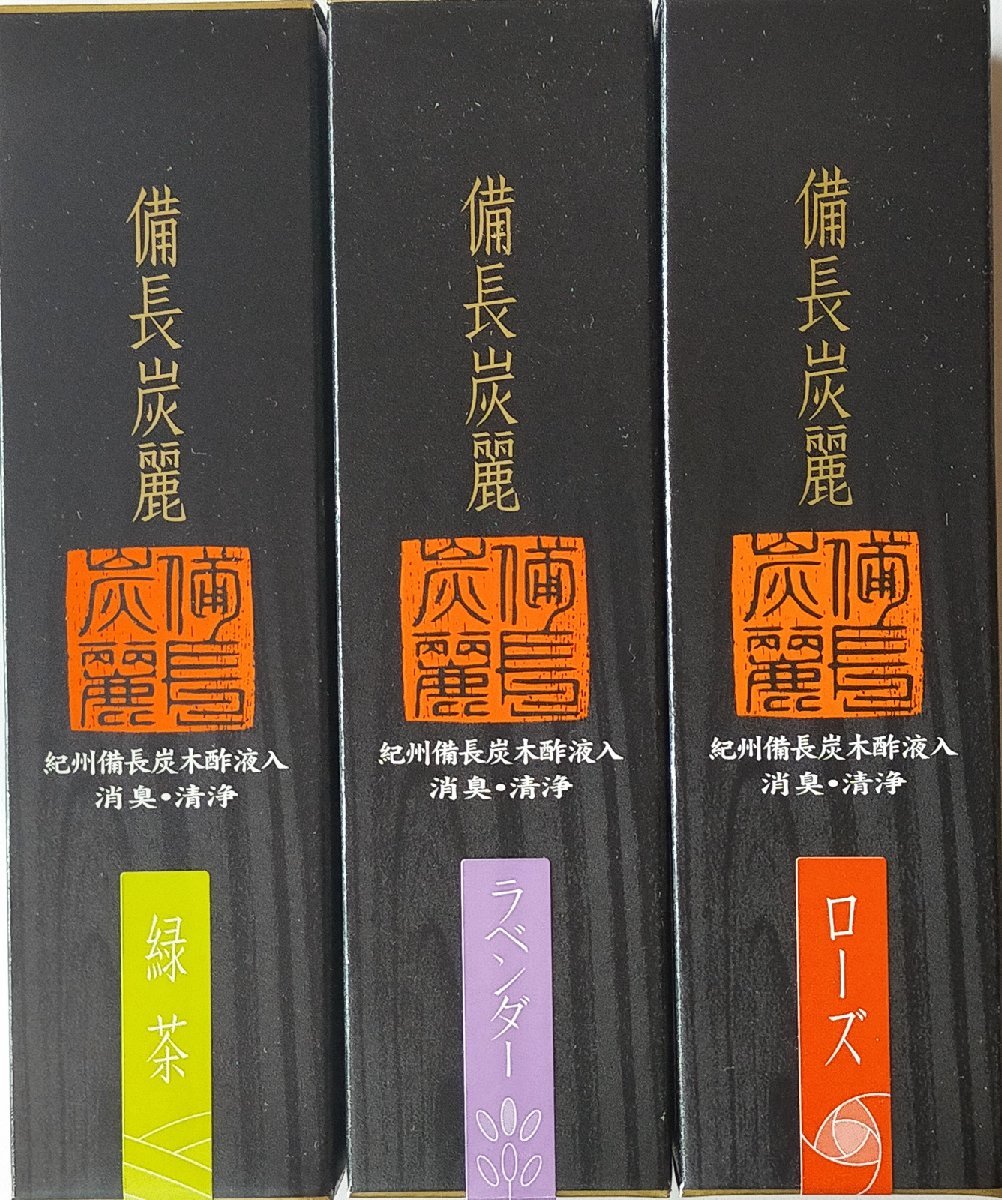 備長炭麗
備長
炭麗
紀州備長炭木酢液入
消臭・清浄
緑茶
備長炭麗
備長
炭麗
紀州備長炭木酢液入
消臭・清浄
ラベンダー
備長炭麗
備長
炭麗
紀州備長炭木酢液入
消臭・清浄
ローズ